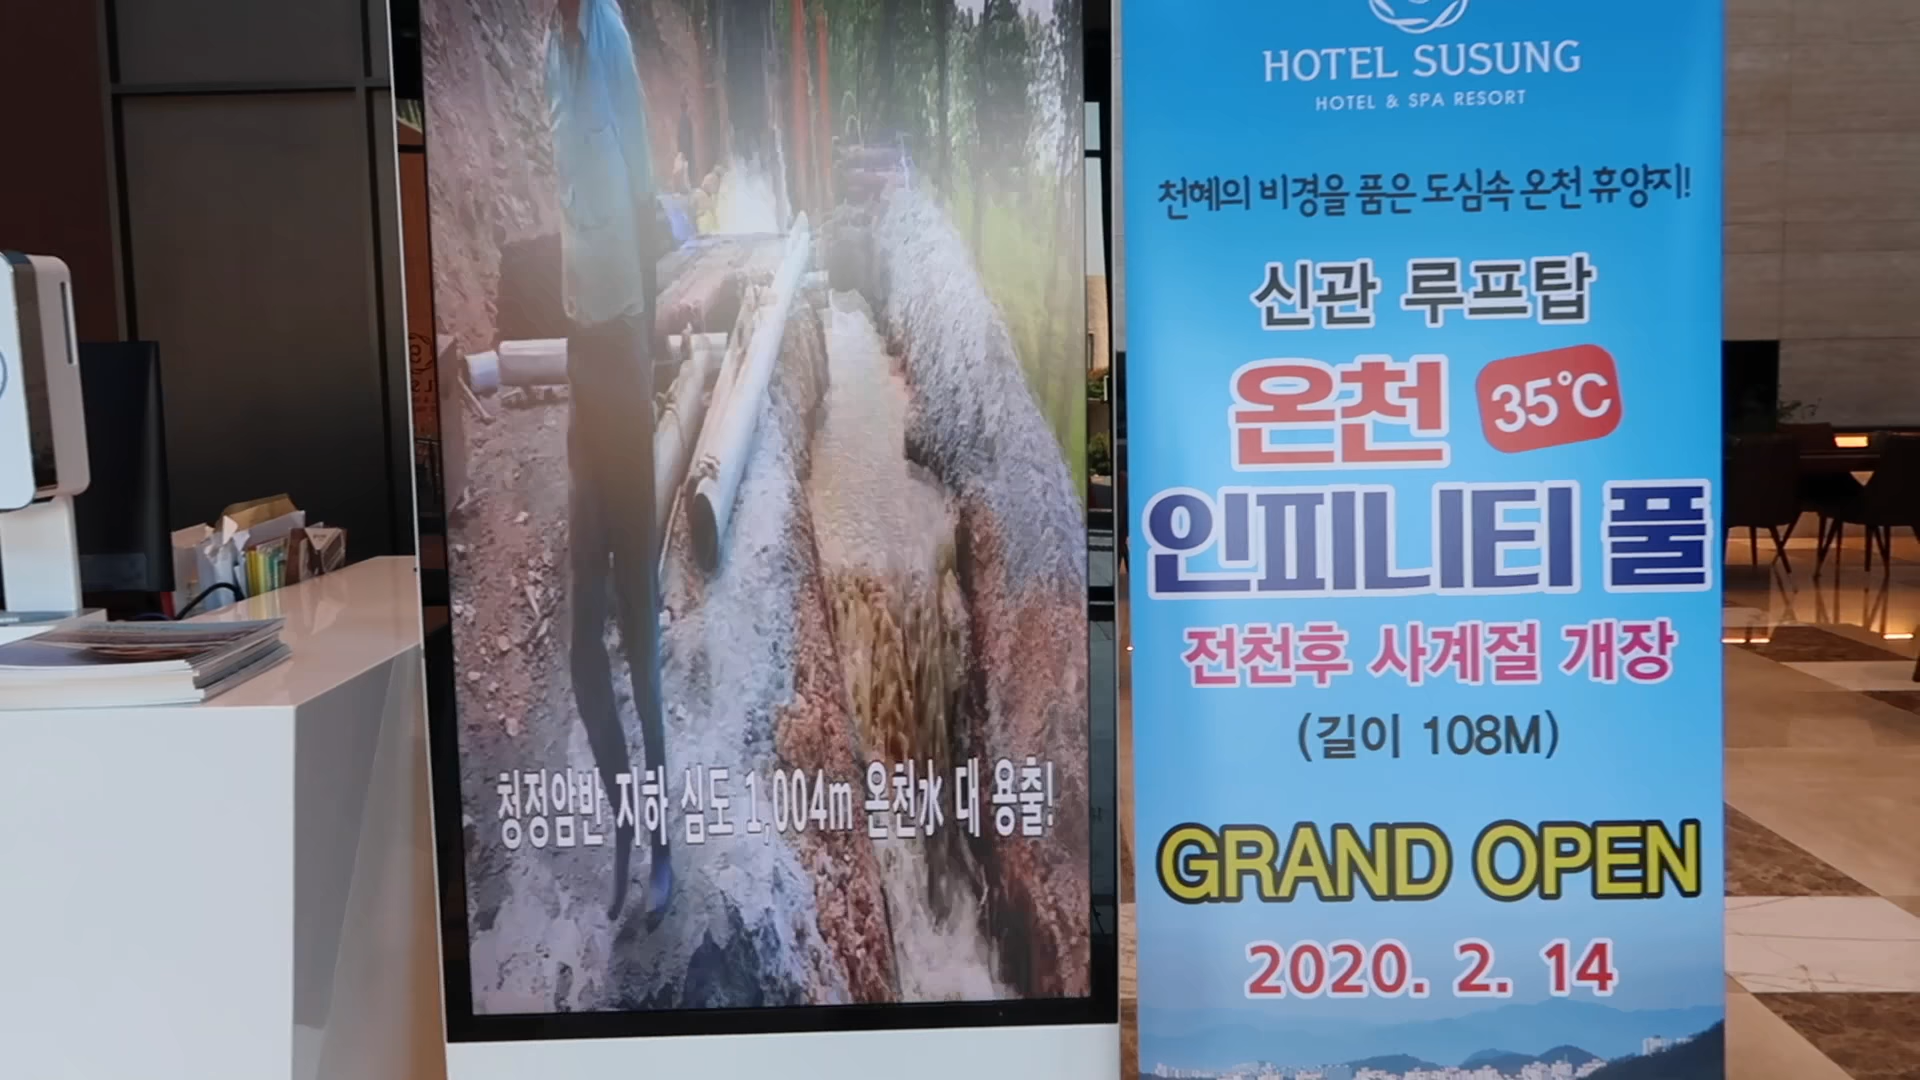 청정암반 지하 심도 1,004m 온천水 대 용출!
HOTEL SUSUNG
HOTEL & SPA RESORT
천혜의 비경을 품은 도심속 온천 휴양지!
신관 루프탑
온천 35℃
인피니티 풀
전천후 사계절 개장
(길이 108M)
GRAND OPEN
2020. 2. 14